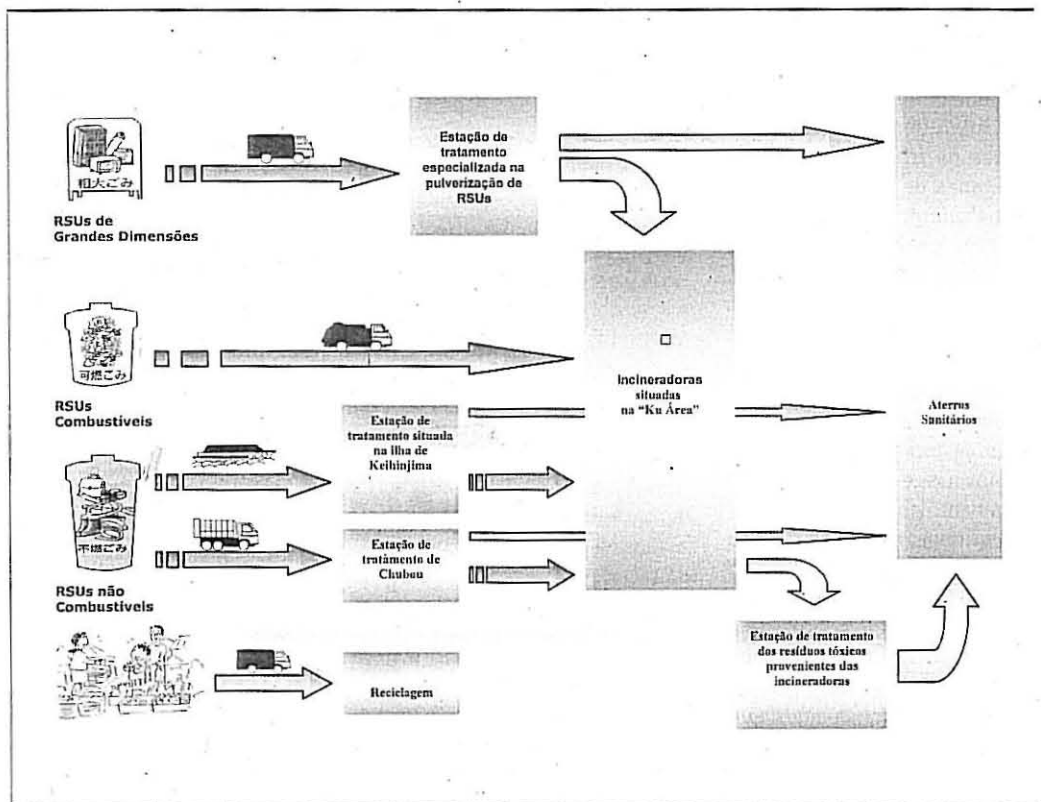 粗大ごみ
RSUs de
Grandes Dimensões
Estação de
tratamento
especializada na
pulverização de
RSUs
可燃ごみ
RSUs
Combustíveis
Incineradoras
situadas
na “Ku Área”
Aterros
Sanitários
不燃ごみ
RSUs não
Combustíveis
Estação de
tratamento situada
na ilha de
Keihinjima
Estação de
tratamento de
Chubou
Estação de tratamento
dos resíduos tóxicos
provenientes das
incineradoras
Reciclagem